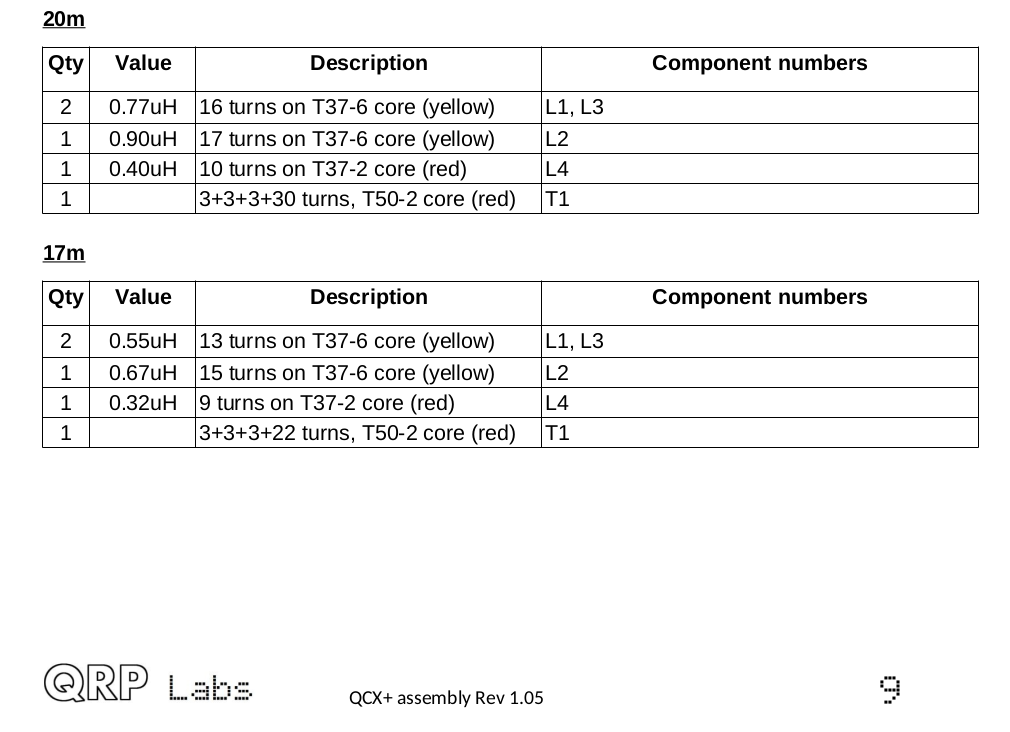 20m
Qty Value Description Component numbers
2 0.77uH 16 turns on T37-6 core (yellow) L1, L3
1 0.90uH 17 turns on T37-6 core (yellow) L2
1 0.40uH 10 turns on T37-2 core (red) L4
1 3+3+3+30 turns, T50-2 core (red) T1
17m
Qty Value Description Component numbers
2 0.55uH 13 turns on T37-6 core (yellow) L1, L3
1 0.67uH 15 turns on T37-6 core (yellow) L2
1 0.32uH 9 turns on T37-2 core (red) L4
1 3+3+3+22 turns, T50-2 core (red) T1
QRP Labs QCX+ assembly Rev 1.05 9